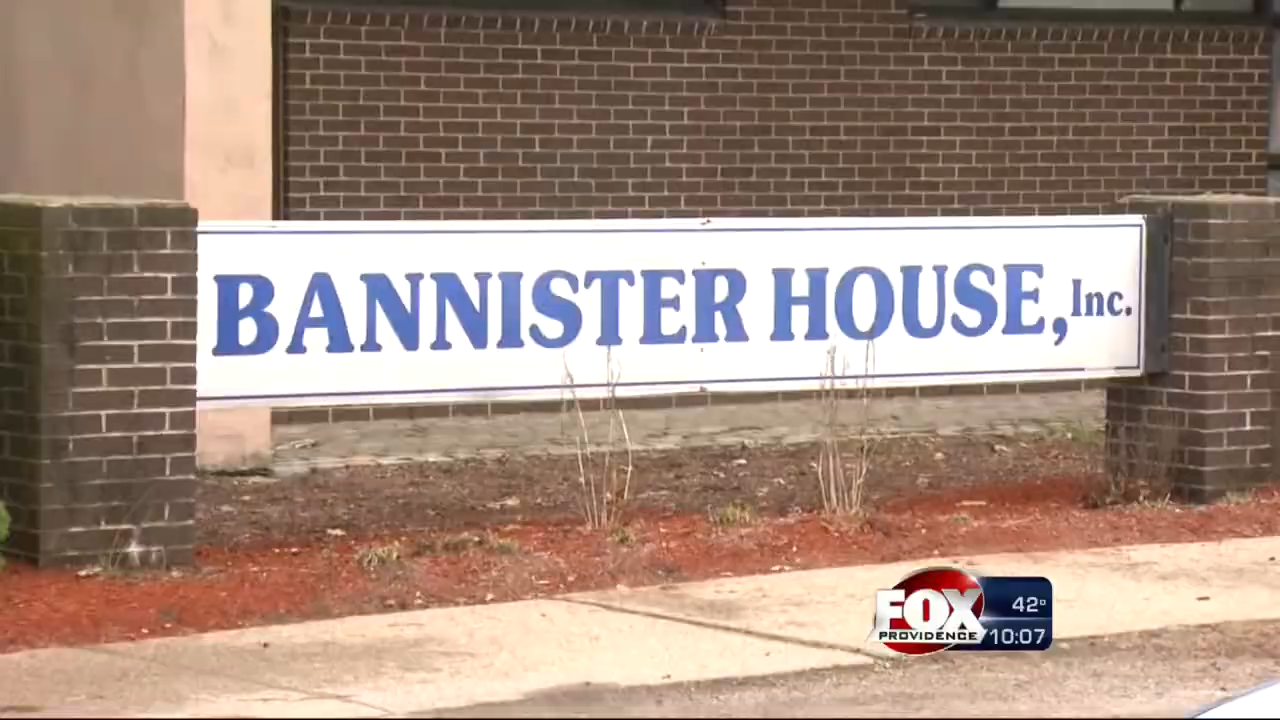 BANNISTER HOUSE, Inc.
FOX
PROVIDENCE
42°
10:07